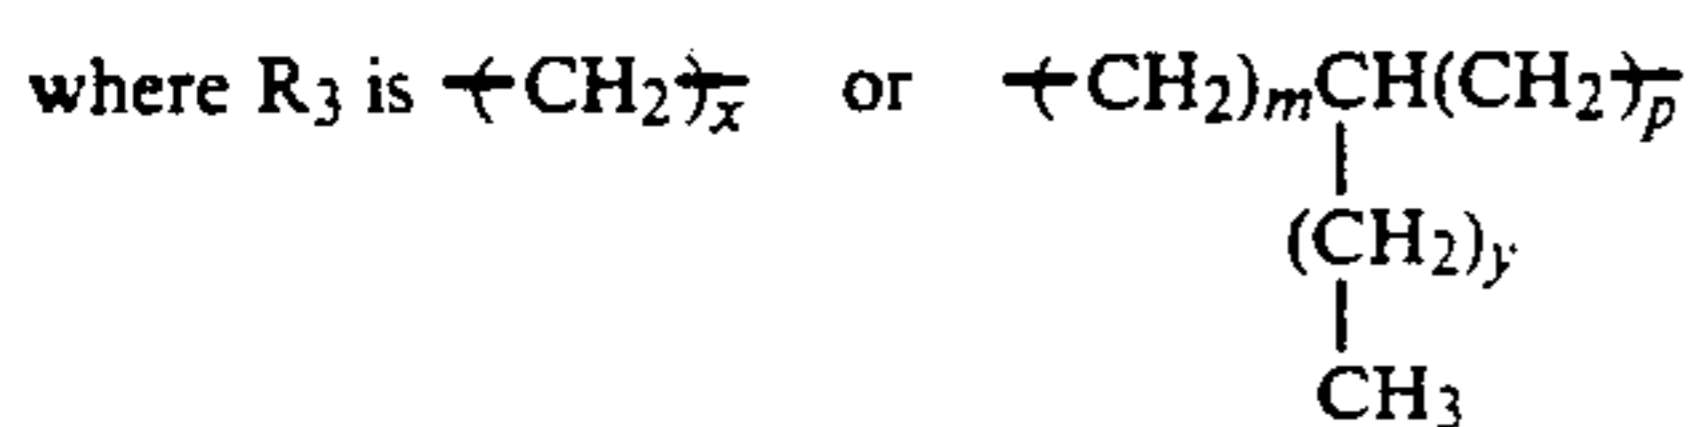 where R₃ is –(CH₂)–ₓ or –(CH₂)ₘCH(CH₂)–ₚ
(CH₂)ᵧ
CH₃